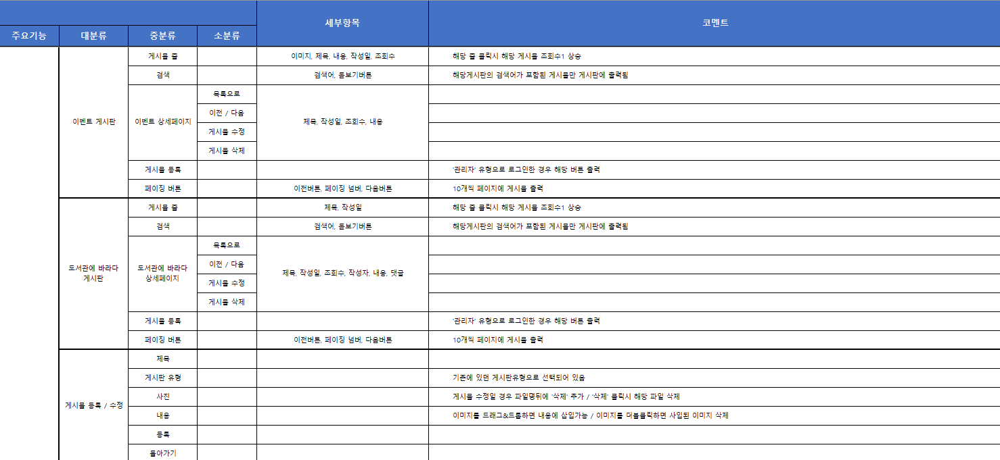 세부항목
코멘트
주요기능 대분류 중분류 소분류
게시물 줄 이미지, 제목, 내용, 작성일, 조회수 해당 줄 클릭시 해당 게시물 조회수1 상승
검색 검색어, 돋보기버튼 해당게시판의 검색어가 포함된 게시물만 게시판에 출력됨
이벤트 게시판
이벤트 상세페이지
목록으로
이전 / 다음
게시물 수정
게시물 삭제
제목, 작성일, 조회수, 내용
게시물 등록 '관리자' 유형으로 로그인한 경우 해당 버튼 출력
페이징 버튼 이전버튼, 페이징 넘버, 다음버튼 10개씩 페이지에 게시물 출력
게시물 줄 제목, 작성일 해당 줄 클릭시 해당 게시물 조회수1 상승
검색 검색어, 돋보기버튼 해당게시판의 검색어가 포함된 게시물만 게시판에 출력됨
도서관에 바라다
게시판
도서관에 바라다
상세페이지
목록으로
이전 / 다음
게시물 수정
게시물 삭제
제목, 작성일, 조회수, 작성자, 내용, 댓글
게시물 등록 '관리자' 유형으로 로그인한 경우 해당 버튼 출력
페이징 버튼 이전버튼, 페이징 넘버, 다음버튼 10개씩 페이지에 게시물 출력
게시물 등록 / 수정
제목
게시판 유형 기존에 있던 게시판유형으로 선택되어 있음
사진 게시물 수정일 경우 파일명뒤에 '삭제' 추가 / '삭제' 클릭시 해당 파일 삭제
내용 이미지를 드래그&드롭하면 내용에 삽입가능 / 이미지를 더블클릭하면 사입된 이미지 삭제
등록
돌아가기